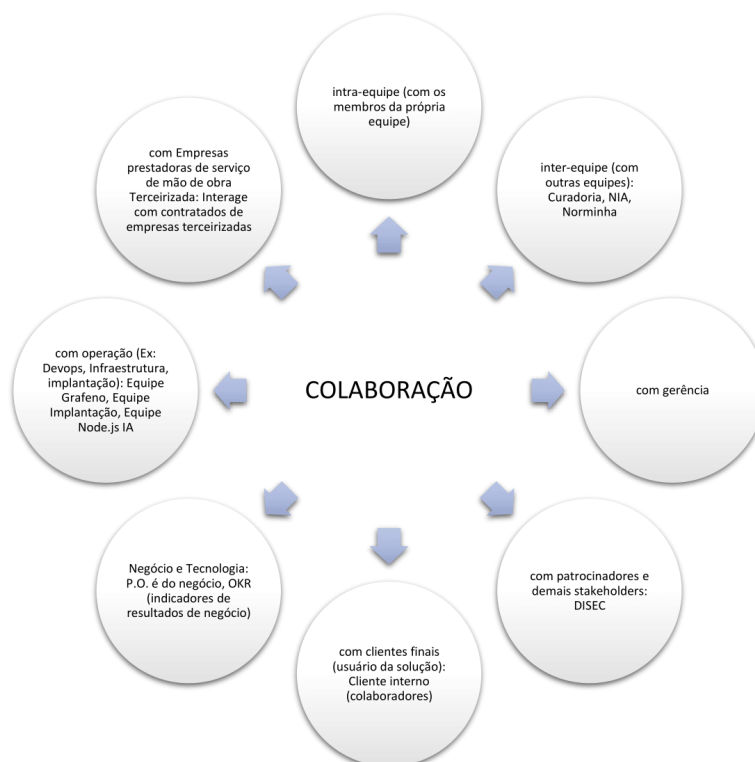 intra-equipe (com os
membros da própria
equipe)
inter-equipe (com
outras equipes):
Curadoria, NIA,
Norminha
com gerência
com patrocinadores e
demais stakeholders:
DISEC
com clientes finais
(usuário da solução):
Cliente interno
(colaboradores)
Negócio e Tecnologia:
P.O. é do negócio, OKR
(indicadores de
resultados de negócio)
com operação (Ex:
Devops, Infraestrutura,
implantação): Equipe
Grafeno, Equipe
Implantação, Equipe
Node.js IA
com Empresas
prestadoras de serviço
de mão de obra
Terceirizada: Interage
com contratados de
empresas terceirizadas
COLABORAÇÃO